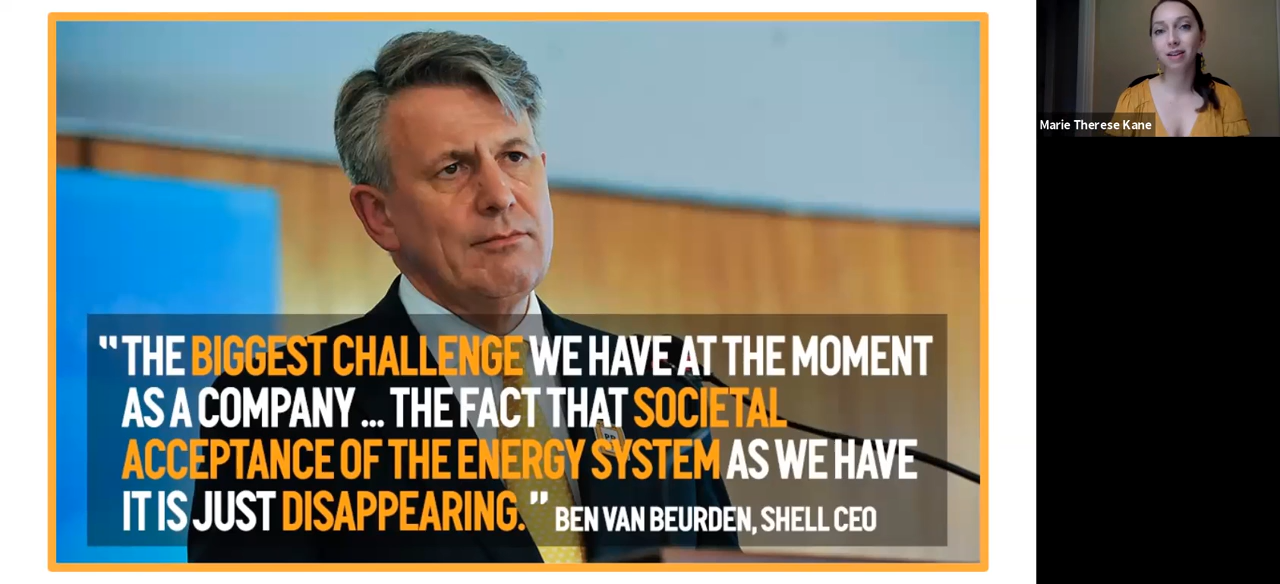 "THE BIGGEST CHALLENGE WE HAVE AT THE MOMENT
AS A COMPANY ... THE FACT THAT SOCIETAL
ACCEPTANCE OF THE ENERGY SYSTEM AS WE HAVE
IT IS JUST DISAPPEARING." BEN VAN BEURDEN, SHELL CEO
Marie Therese Kane